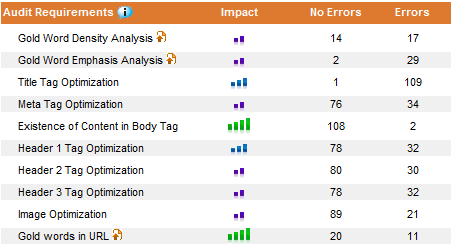 Audit Requirements Impact No Errors Errors
Gold Word Density Analysis 14 17
Gold Word Emphasis Analysis 2 29
Title Tag Optimization 1 109
Meta Tag Optimization 76 34
Existence of Content in Body Tag 108 2
Header 1 Tag Optimization 78 32
Header 2 Tag Optimization 80 30
Header 3 Tag Optimization 78 32
Image Optimization 89 21
Gold words in URL 20 11